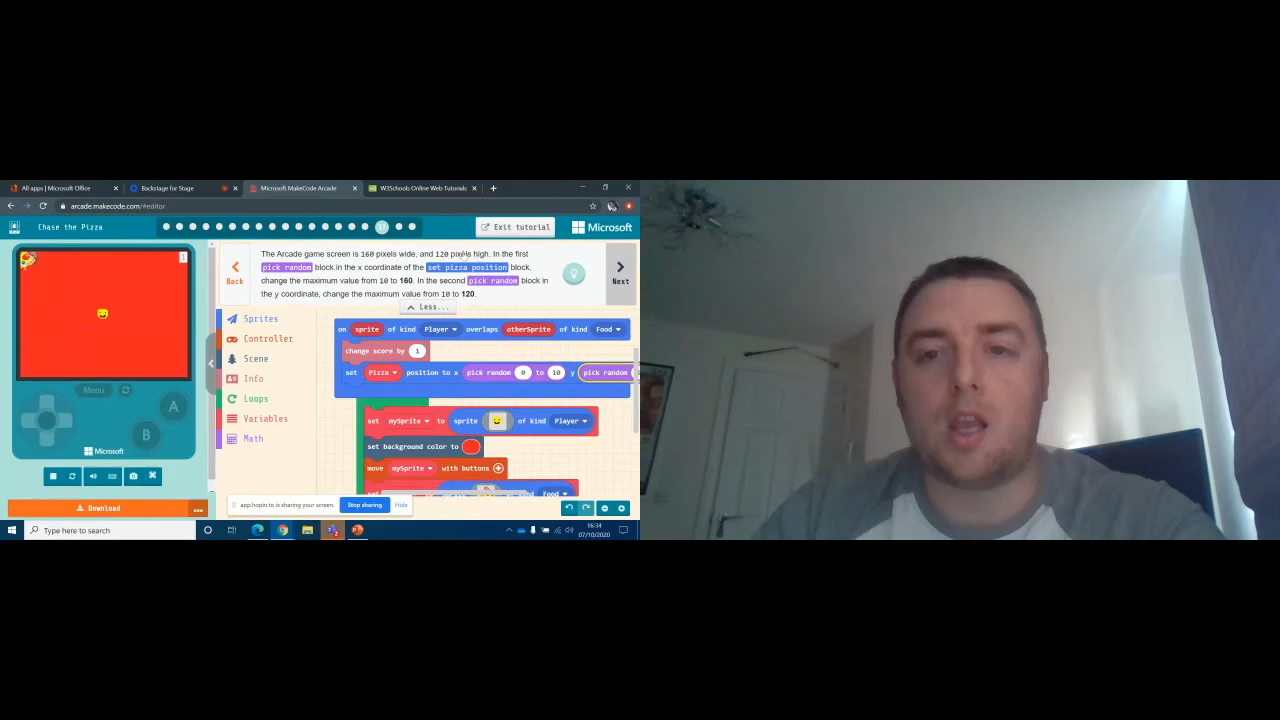 All apps | Microsoft Office
Backstage for Stage
Microsoft MakeCode Arcade
W3Schools Online Web Tutorials
arcade.makecode.com/#editor
Chase the Pizza
17
Exit tutorial
Microsoft
The Arcade game screen is 160 pixels wide, and 120 pixels high. In the first
pick random block in the x coordinate of the set pizza position block,
change the maximum value from 10 to 160. In the second pick random block in
the y coordinate, change the maximum value from 10 to 120.
Back
Next
Less...
1
Menu
A
B
Microsoft
Download
Sprites
Controller
Scene
Info
Loops
Variables
Math
on sprite of kind Player overlaps otherSprite of kind Food
change score by 1
set Pizza position to x pick random 0 to 10 y pick random
set mySprite to sprite of kind Player
set background color to
move mySprite with buttons
app.hopin.to is sharing your screen.
Stop sharing
Hide
Type here to search
16:34
07/10/2020